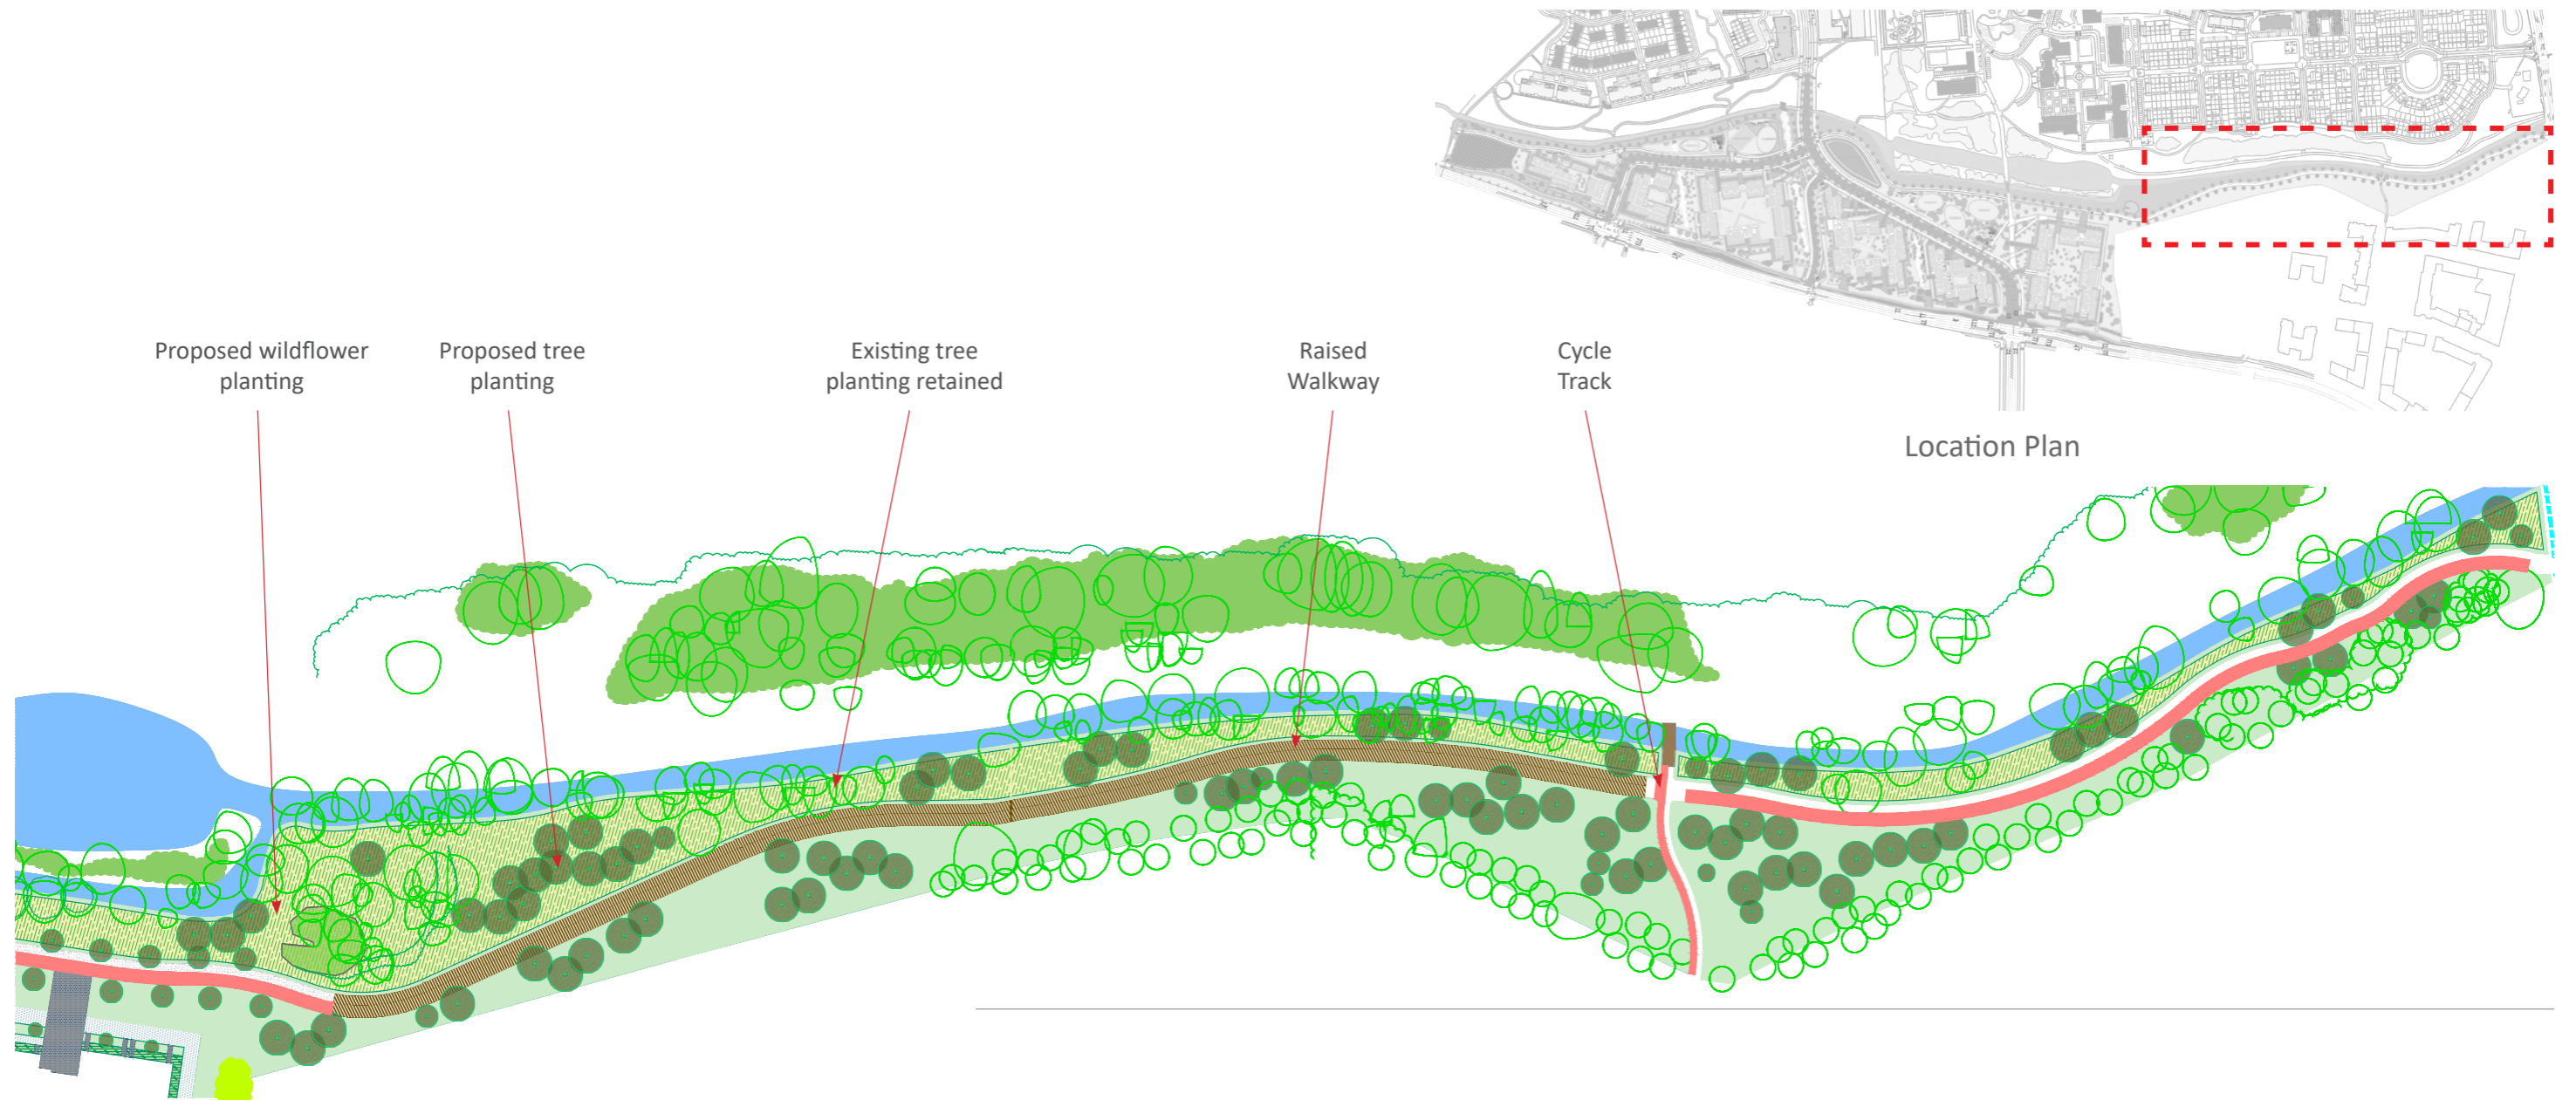 Proposed wildflower
planting
Proposed tree
planting
Existing tree
planting retained
Raised
Walkway
Cycle
Track
Location Plan